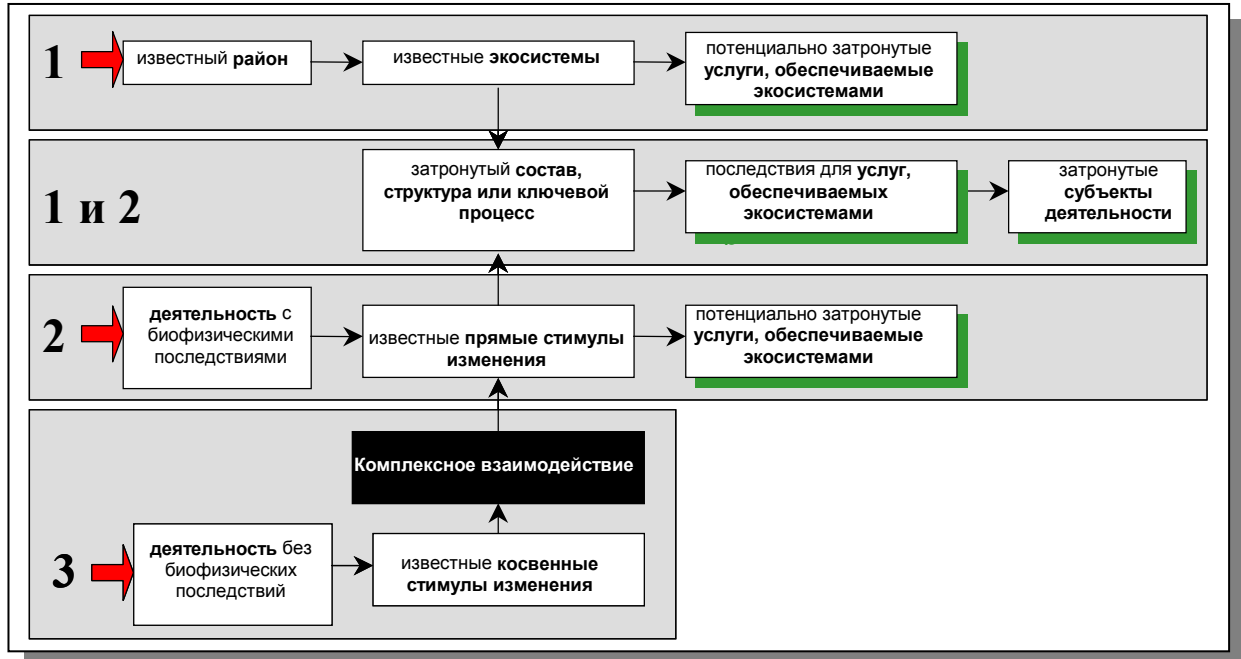 1
известный район
известные экосистемы
потенциально затронутые
услуги, обеспечиваемые
экосистемами
1 и 2
затронутый состав,
структура или ключевой
процесс
последствия для услуг,
обеспечиваемых
экосистемами
затронутые
субъекты
деятельности
2
деятельность с
биофизическими
последствиями
известные прямые стимулы
изменения
потенциально затронутые
услуги, обеспечиваемые
экосистемами
Комплексное взаимодействие
3
деятельность без
биофизических
последствий
известные косвенные
стимулы изменения